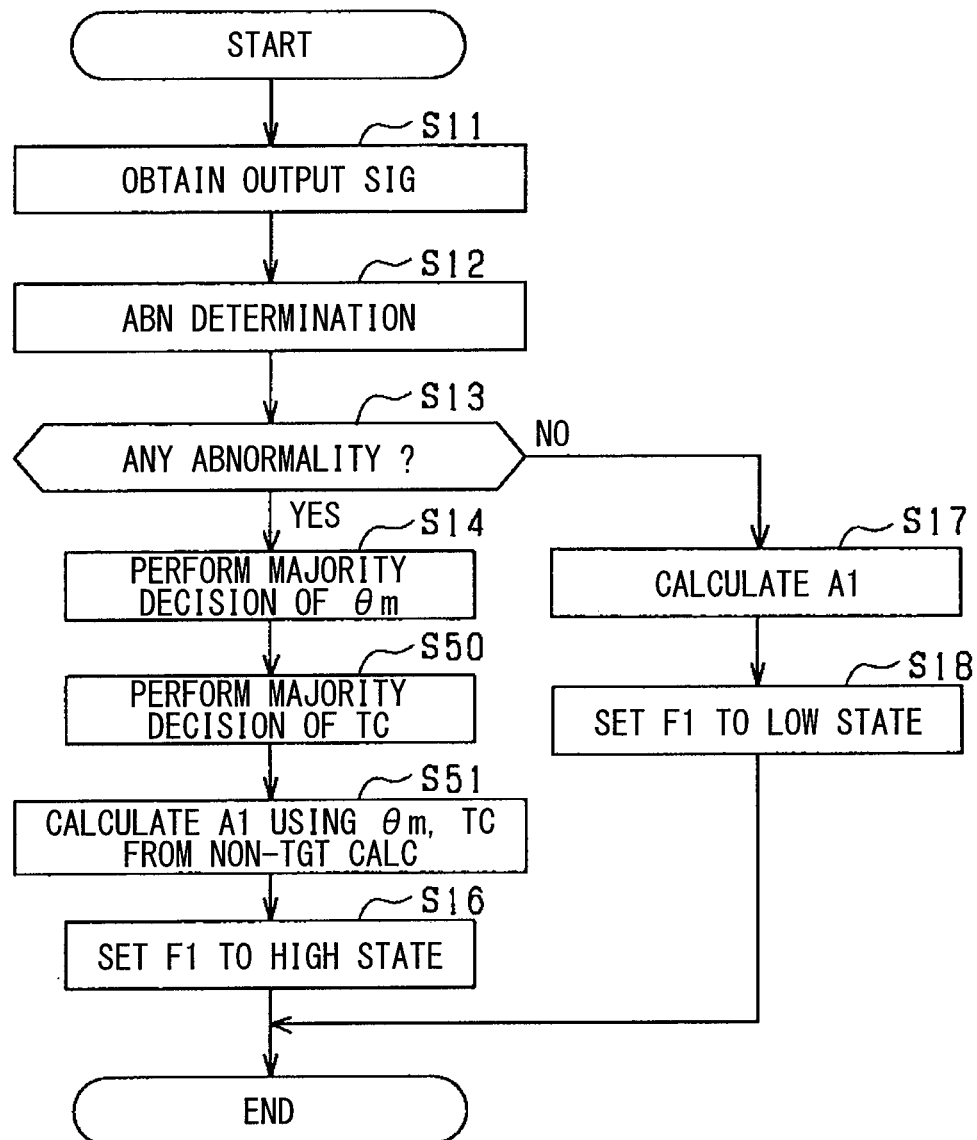 START
S11
OBTAIN OUTPUT SIG
S12
ABN DETERMINATION
S13
ANY ABNORMALITY ?
NO
YES
S14
PERFORM MAJORITY
DECISION OF θm
S50
PERFORM MAJORITY
DECISION OF TC
S51
CALCULATE A1 USING θm, TC
FROM NON-TGT CALC
S16
SET F1 TO HIGH STATE
S17
CALCULATE A1
S18
SET F1 TO LOW STATE
END